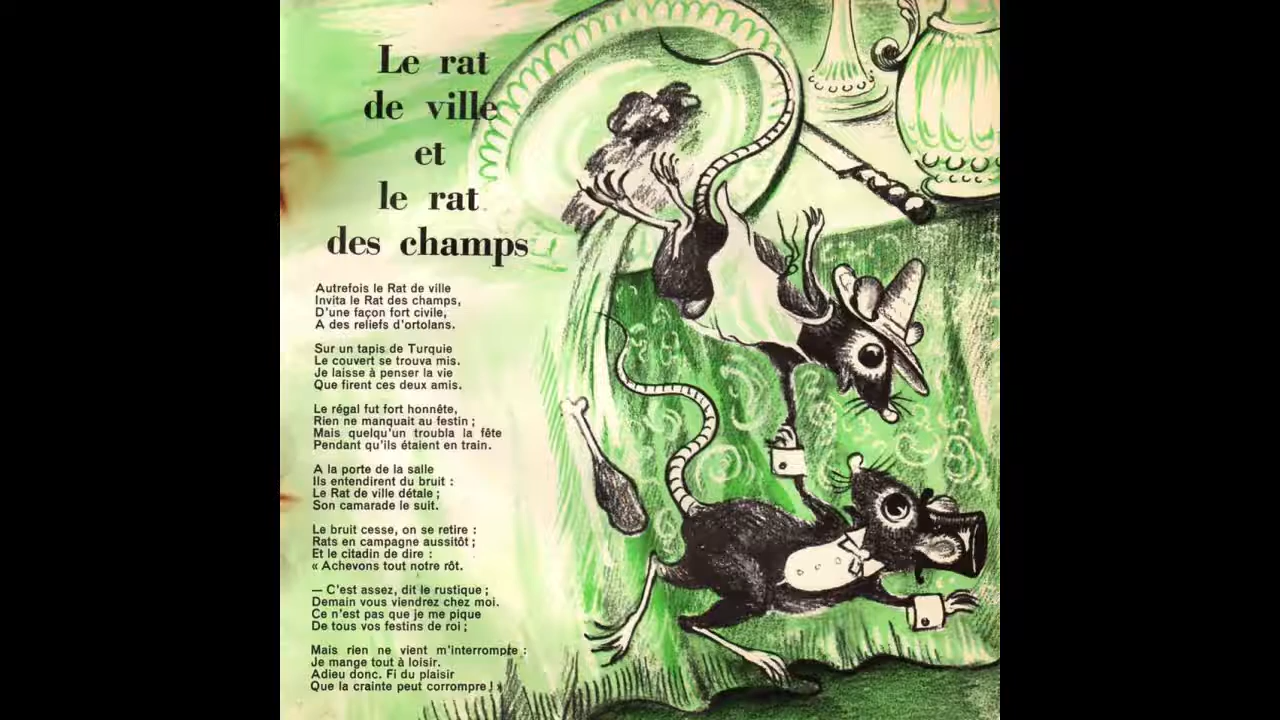 Le rat
de ville
et
le rat
des champs
Autrefois le Rat de ville
Invita le Rat des champs,
D'une façon fort civile,
A des reliefs d'ortolans.
Sur un tapis de Turquie
Le couvert se trouva mis.
Je laisse à penser la vie
Que firent ces deux amis.
Le régal fut fort honnête,
Rien ne manquait au festin ;
Mais quelqu'un troubla la fête
Pendant qu'ils étaient en train.
A la porte de la salle
Ils entendirent du bruit :
Le Rat de ville détale ;
Son camarade le suit.
Le bruit cesse, on se retire :
Rats en campagne aussitôt ;
Et le citadin de dire :
« Achevons tout notre rôt.
— C'est assez, dit le rustique ;
Demain vous viendrez chez moi.
Ce n'est pas que je me pique
De tous vos festins de roi ;
Mais rien ne vient m'interrompre :
Je mange tout à loisir.
Adieu donc. Fi du plaisir
Que la crainte peut corrompre ! »